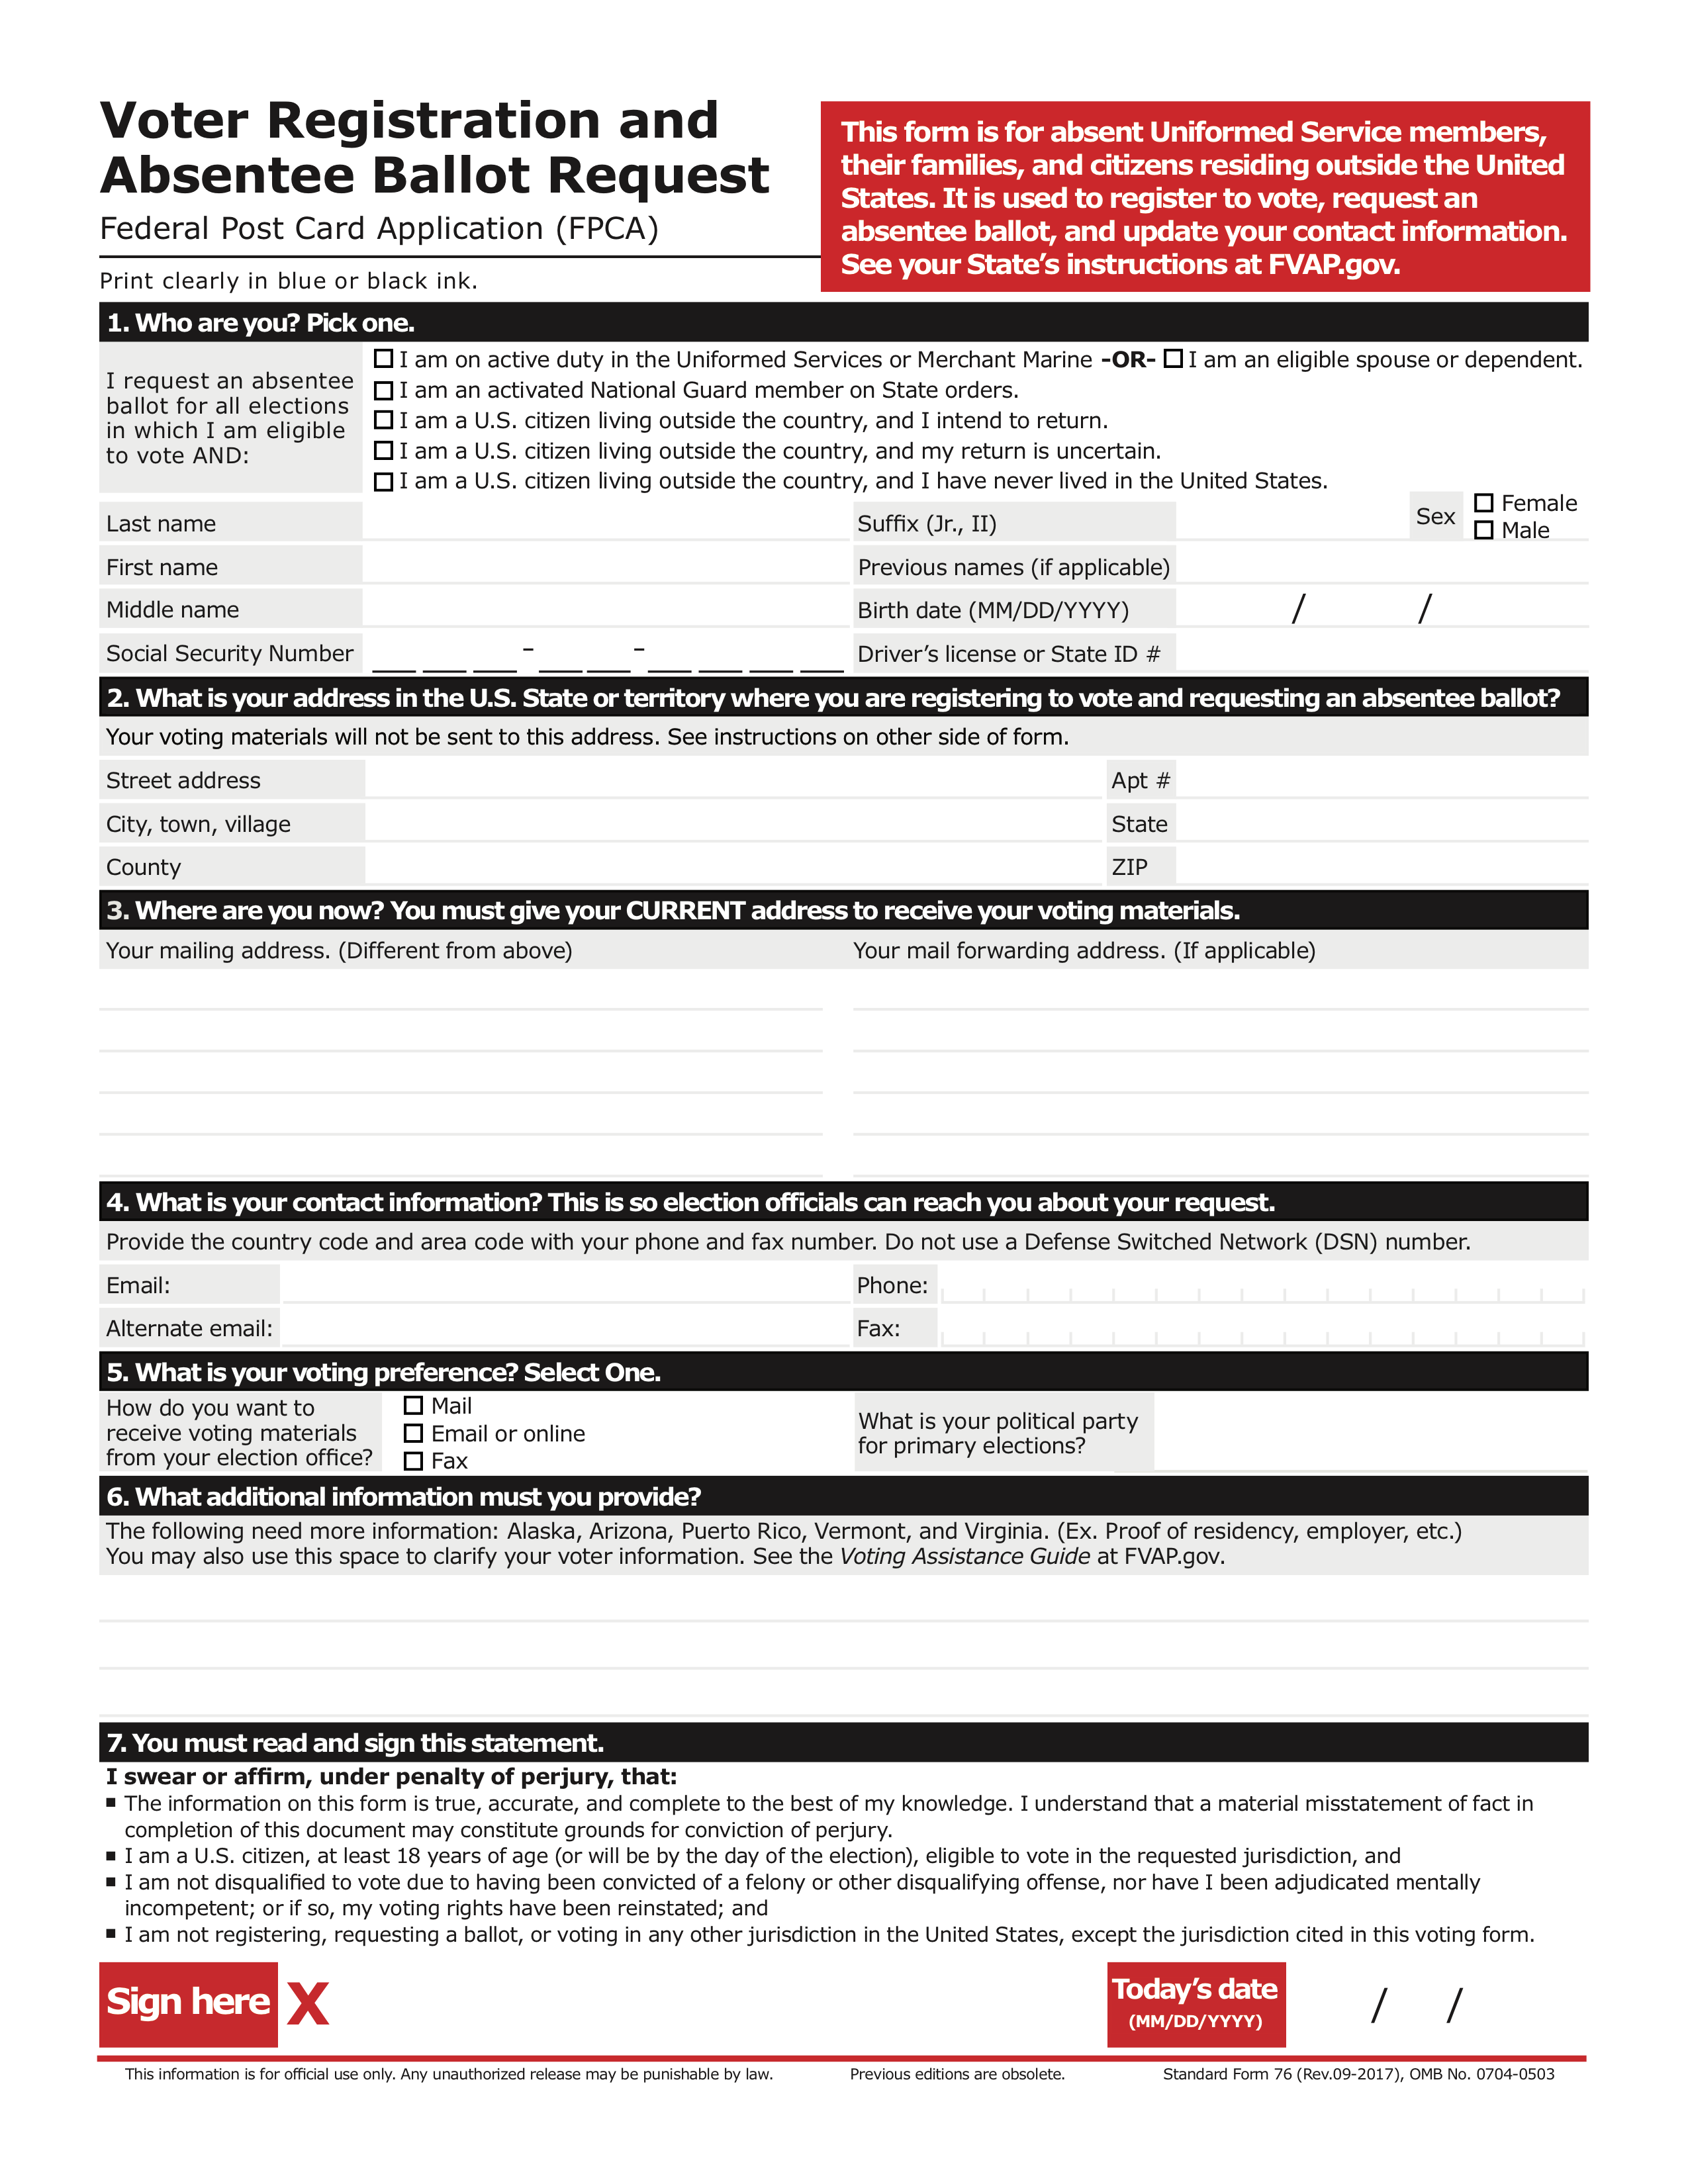 Voter Registration and
Absentee Ballot Request
Federal Post Card Application (FPCA)
Print clearly in blue or black ink.
This form is for absent Uniformed Service members,
their families, and citizens residing outside the United
States. It is used to register to vote, request an
absentee ballot, and update your contact information.
See your State's instructions at FVAP.gov.
1. Who are you? Pick one.
I request an absentee
ballot for all elections
in which I am eligible
to vote AND:
I am on active duty in the Uniformed Services or Merchant Marine -OR- I am an eligible spouse or dependent.
I am an activated National Guard member on State orders.
I am a U.S. citizen living outside the country, and I intend to return.
I am a U.S. citizen living outside the country, and my return is uncertain.
I am a U.S. citizen living outside the country, and I have never lived in the United States.
Last name
Suffix (Jr., II)
Sex
Female
Male
First name
Previous names (if applicable)
Middle name
Birth date (MM/DD/YYYY) / /
Social Security Number - -
Driver's license or State ID #
2. What is your address in the U.S. State or territory where you are registering to vote and requesting an absentee ballot?
Your voting materials will not be sent to this address. See instructions on other side of form.
Street address
Apt #
City, town, village
State
County
ZIP
3. Where are you now? You must give your CURRENT address to receive your voting materials.
Your mailing address. (Different from above)
Your mail forwarding address. (If applicable)
4. What is your contact information? This is so election officials can reach you about your request.
Provide the country code and area code with your phone and fax number. Do not use a Defense Switched Network (DSN) number.
Email:
Phone:
Alternate email:
Fax:
5. What is your voting preference? Select One.
How do you want to
receive voting materials
from your election office?
Mail
Email or online
Fax
What is your political party
for primary elections?
6. What additional information must you provide?
The following need more information: Alaska, Arizona, Puerto Rico, Vermont, and Virginia. (Ex. Proof of residency, employer, etc.)
You may also use this space to clarify your voter information. See the Voting Assistance Guide at FVAP.gov.
7. You must read and sign this statement.
I swear or affirm, under penalty of perjury, that:
▪ The information on this form is true, accurate, and complete to the best of my knowledge. I understand that a material misstatement of fact in
completion of this document may constitute grounds for conviction of perjury.
▪ I am a U.S. citizen, at least 18 years of age (or will be by the day of the election), eligible to vote in the requested jurisdiction, and
▪ I am not disqualified to vote due to having been convicted of a felony or other disqualifying offense, nor have I been adjudicated mentally
incompetent; or if so, my voting rights have been reinstated; and
▪ I am not registering, requesting a ballot, or voting in any other jurisdiction in the United States, except the jurisdiction cited in this voting form.
Sign here X
Today's date
(MM/DD/YYYY)
/ /
This information is for official use only. Any unauthorized release may be punishable by law.
Previous editions are obsolete.
Standard Form 76 (Rev.09-2017), OMB No. 0704-0503